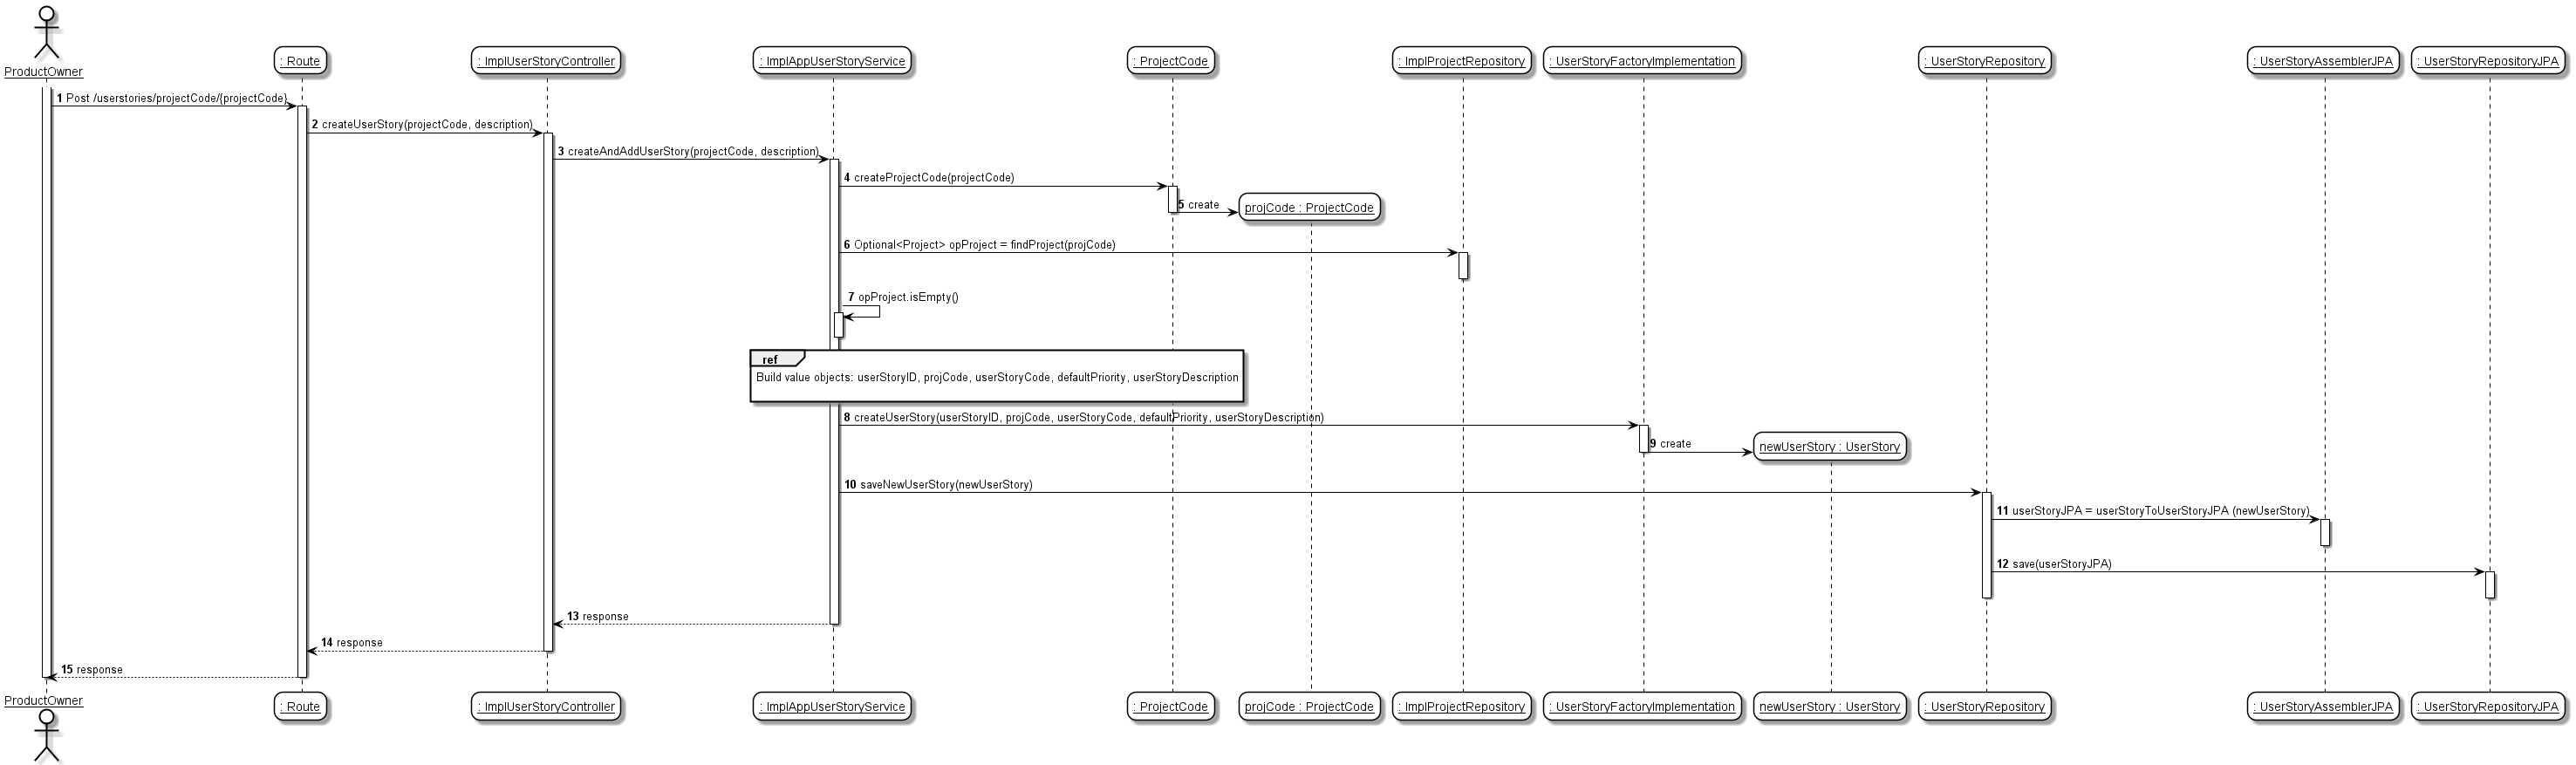 ProductOwner
: Route
: ImplUserStoryController
: ImplAppUserStoryService
: ProjectCode
: ImplProjectRepository
: UserStoryFactoryImplementation
: UserStoryRepository
: UserStoryAssemblerJPA
: UserStoryRepositoryJPA
1 Post /userstories/projectCode/{projectCode}
2 createUserStory(projectCode, description)
3 createAndAddUserStory(projectCode, description)
4 createProjectCode(projectCode)
5 create
projCode : ProjectCode
6 Optional<Project> opProject = findProject(projCode)
7 opProject.isEmpty()
ref
Build value objects: userStoryID, projCode, userStoryCode, defaultPriority, userStoryDescription
8 createUserStory(userStoryID, projCode, userStoryCode, defaultPriority, userStoryDescription)
9 create
newUserStory : UserStory
10 saveNewUserStory(newUserStory)
11 userStoryJPA = userStoryToUserStoryJPA (newUserStory)
12 save(userStoryJPA)
13 response
14 response
15 response
ProductOwner
: Route
: ImplUserStoryController
: ImplAppUserStoryService
: ProjectCode
projCode : ProjectCode
: ImplProjectRepository
: UserStoryFactoryImplementation
newUserStory : UserStory
: UserStoryRepository
: UserStoryAssemblerJPA
: UserStoryRepositoryJPA